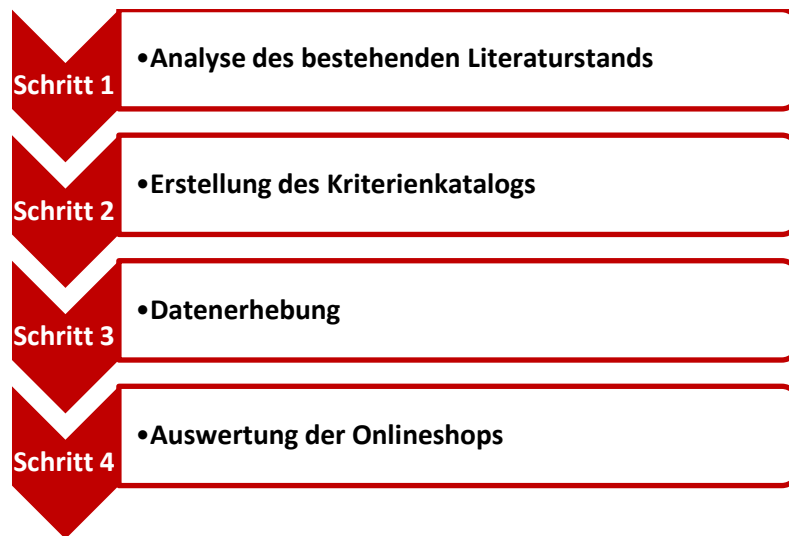 Schritt 1
•Analyse des bestehenden Literaturstands
Schritt 2
•Erstellung des Kriterienkatalogs
Schritt 3
•Datenerhebung
Schritt 4
•Auswertung der Onlineshops